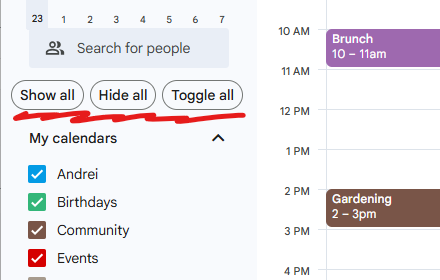 23 1 2 3 4 5 6 7
Search for people
Show all Hide all Toggle all
My calendars
Andrei
Birthdays
Community
Events
10 AM
Brunch
10 – 11am
11 AM
12 PM
1 PM
2 PM
Gardening
2 – 3pm
3 PM
4 PM